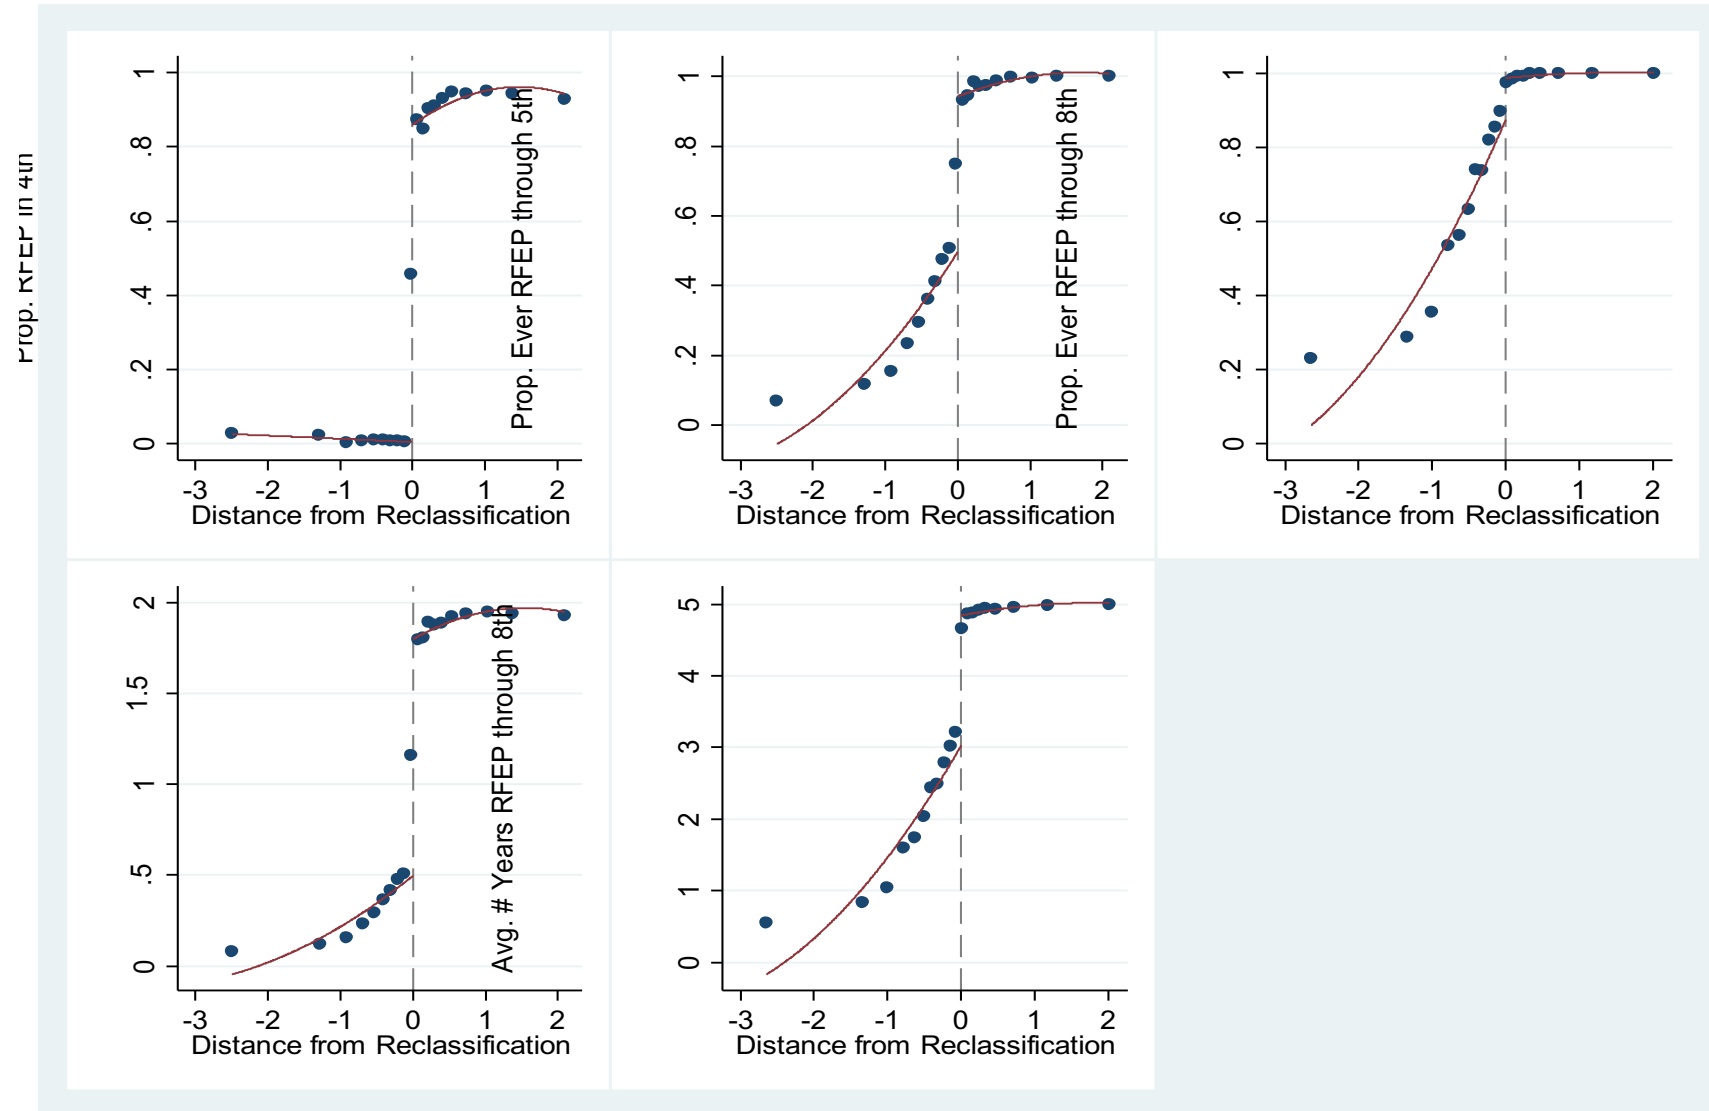 Prop. RFEP in 4th
1
.8
.6
.4
.2
0
-3 -2 -1 0 1 2
Distance from Reclassification
Prop. Ever RFEP through 5th
1
.8
.6
.4
.2
0
-3 -2 -1 0 1 2
Distance from Reclassification
Prop. Ever RFEP through 8th
1
.8
.6
.4
.2
0
-3 -2 -1 0 1 2
Distance from Reclassification
2
1.5
1
.5
0
-3 -2 -1 0 1 2
Distance from Reclassification
Avg. # Years RFEP through 8th
5
4
3
2
1
0
-3 -2 -1 0 1 2
Distance from Reclassification